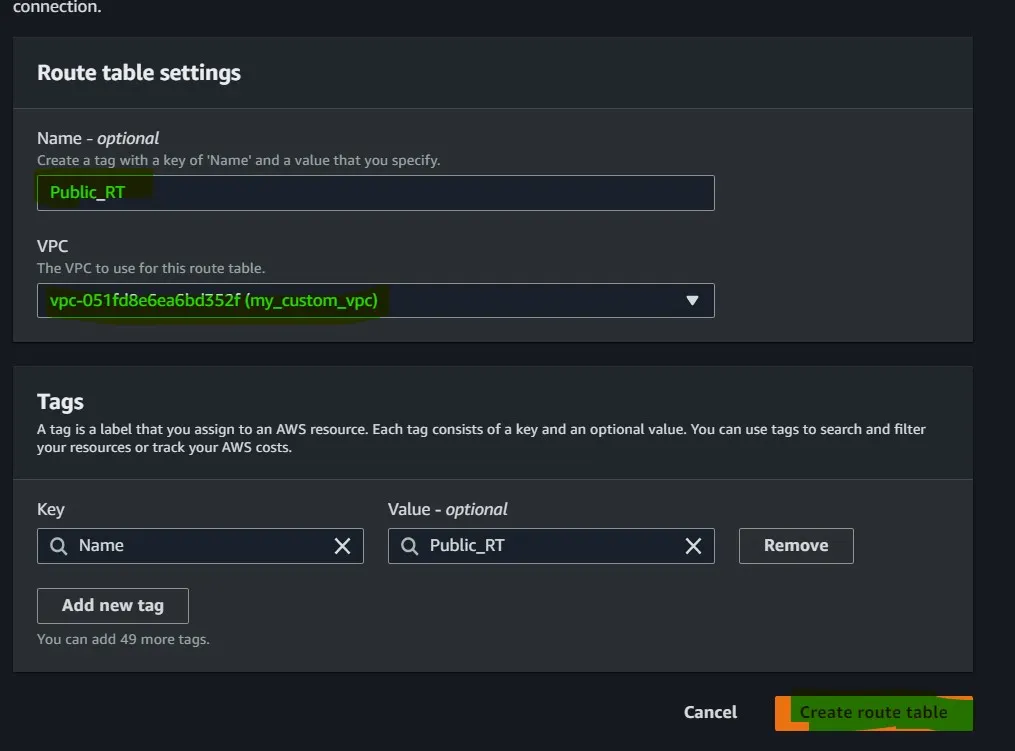 connection.
Route table settings
Name - optional
Create a tag with a key of 'Name' and a value that you specify.
Public_RT
VPC
The VPC to use for this route table.
vpc-051fd8e6ea6bd352f (my_custom_vpc)
Tags
A tag is a label that you assign to an AWS resource. Each tag consists of a key and an optional value. You can use tags to search and filter
your resources or track your AWS costs.
Key Value - optional
Name Public_RT Remove
Add new tag
You can add 49 more tags.
Cancel Create route table